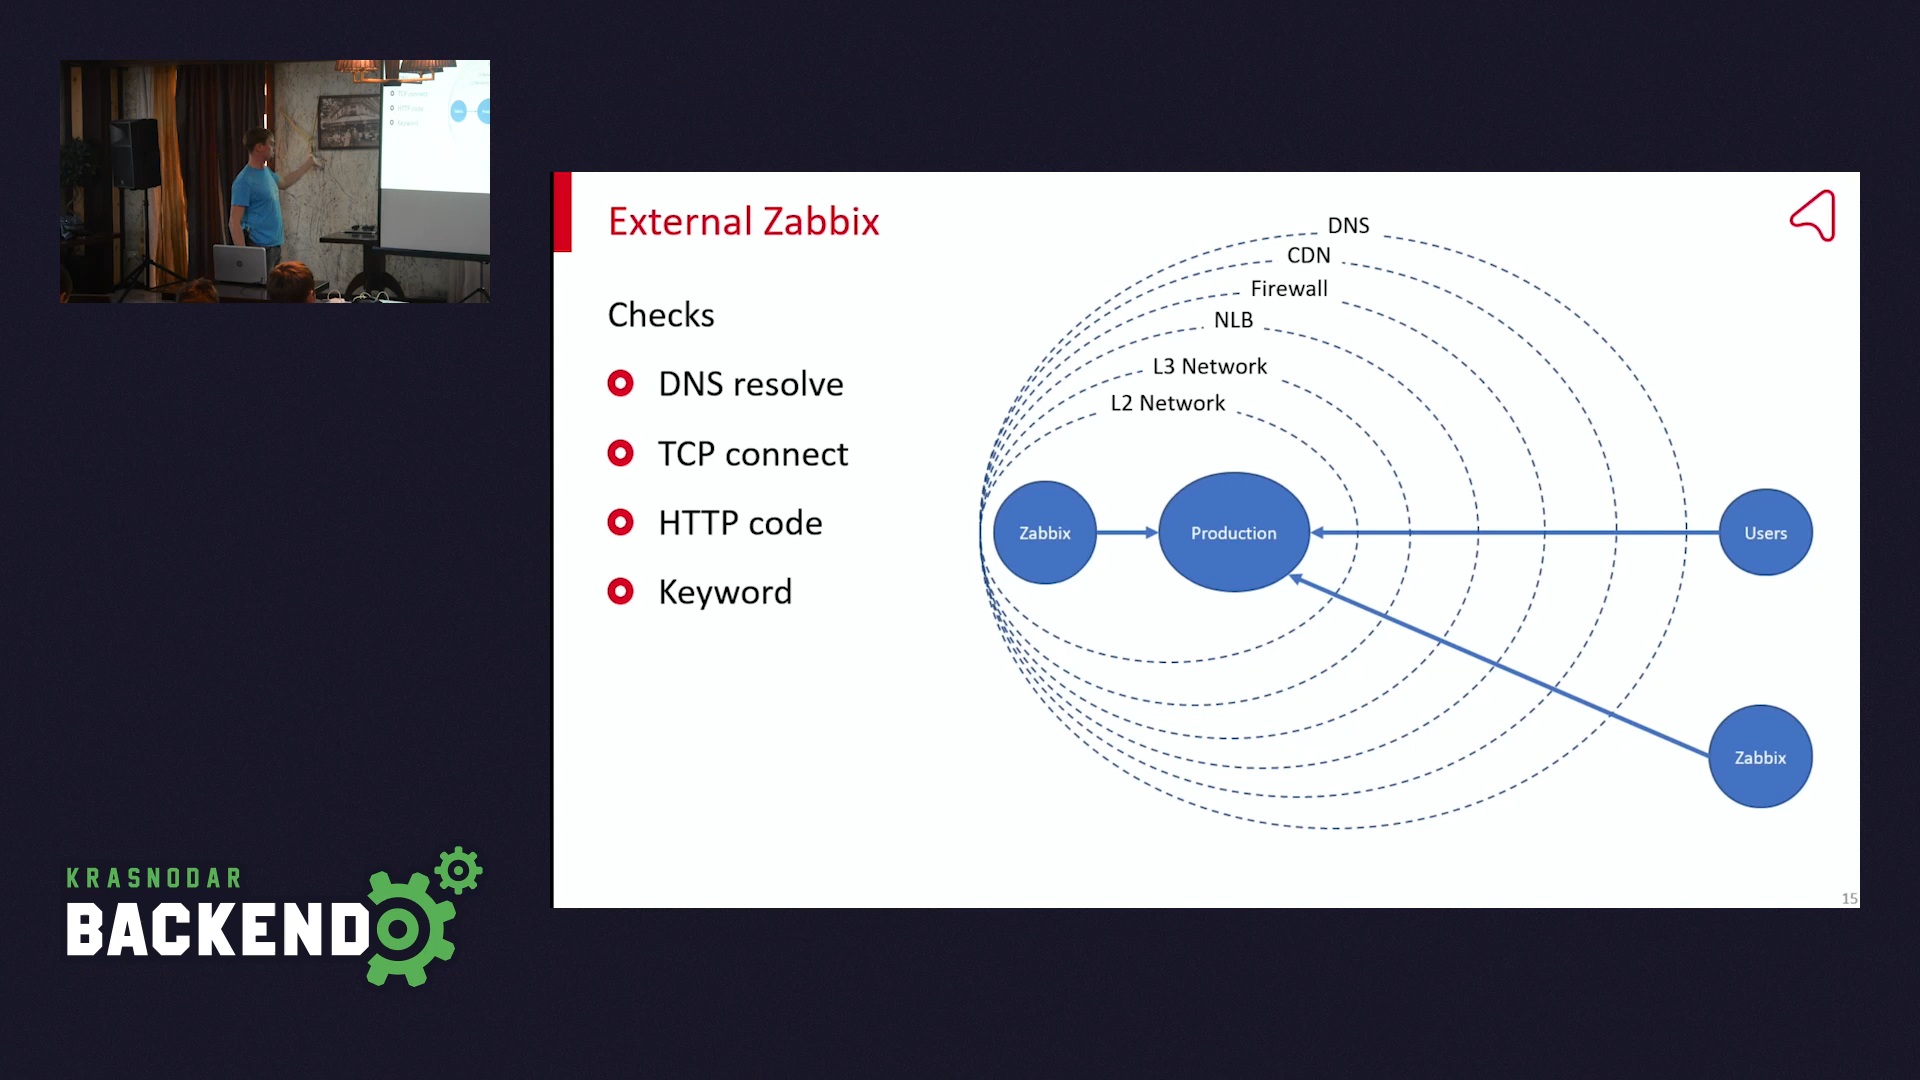 External Zabbix
Checks
DNS resolve
TCP connect
HTTP code
Keyword
DNS
CDN
Firewall
NLB
L3 Network
L2 Network
Zabbix
Production
Users
Zabbix
15
KRASNODAR
BACKEND